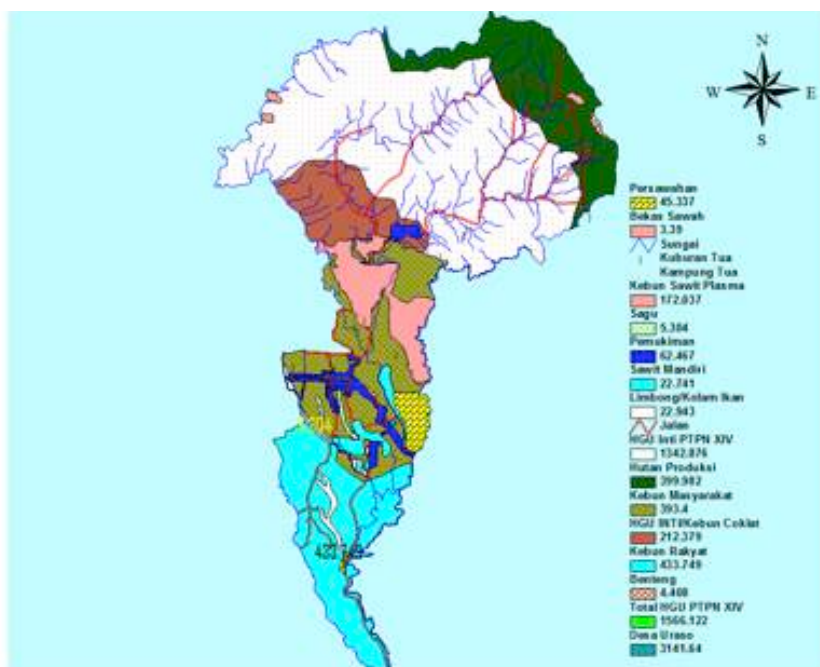 N
W E
S
Persawahan
45.337
Bekas Sawah
3.39
Sungai
Kuburan Tua
Kampung Tua
Kebun Sawit Plasma
172.037
Sagu
5.304
Pemukiman
62.467
Sawit Mandiri
22.741
Limbong/Kolam Ikan
22.943
Jalan
HGU Inti PTPN XIV
1342.876
Hutan Produksi
399.982
Kebun Masyarakat
393.4
HGU INTI/Kebun Coklat
212.379
Kebun Rakyat
433.749
Benteng
4.408
Total HGU PTPN XIV
1566.122
Desa Uraso
3141.64